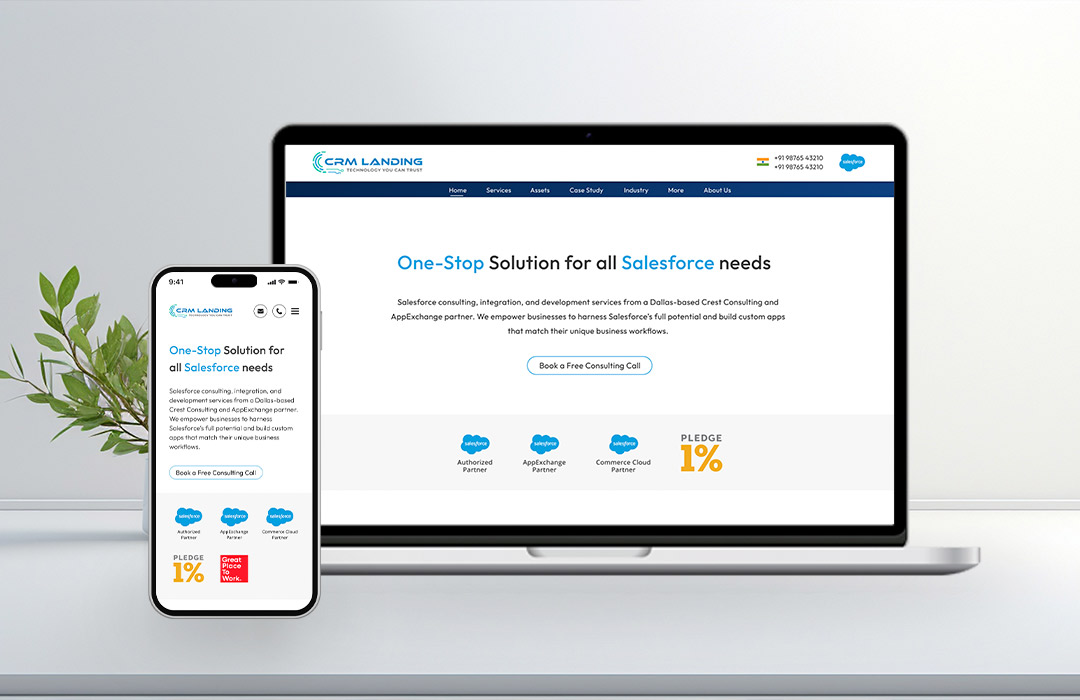 CRM LANDING
TECHNOLOGY YOU CAN TRUST
+91 98765 43210
+91 98765 43210
salesforce
Home Services Assets Case Study Industry More About Us
One-Stop Solution for all Salesforce needs
Salesforce consulting, integration, and development services from a Dallas-based Crest Consulting and
AppExchange partner. We empower businesses to harness Salesforce's full potential and build custom apps
that match their unique business workflows.
Book a Free Consulting Call
salesforce salesforce salesforce
Authorized
Partner
AppExchange
Partner
Commerce Cloud
Partner
PLEDGE
1%
9:41
CRM LANDING
TECHNOLOGY YOU CAN TRUST
One-Stop Solution for
all Salesforce needs
Salesforce consulting, integration, and
development services from a Dallas-based
Crest Consulting and AppExchange partner.
We empower businesses to harness
Salesforce's full potential and build custom
apps that match their unique business
workflows.
Book a Free Consulting Call
salesforce salesforce salesforce
Authorized
Partner
AppExchange
Partner
Commerce Cloud
Partner
PLEDGE
1%
Great
Place
To
Work.